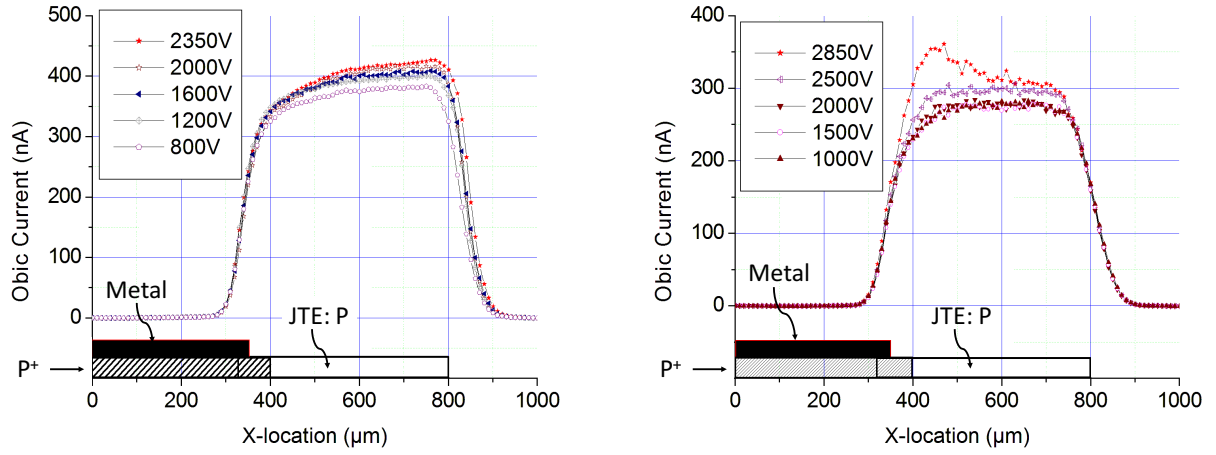 500
400
300
200
100
0
Obic Current (nA)
2350V
2000V
1600V
1200V
800V
Metal
JTE: P
P+
0
200
400
600
800
1000
X-location (µm)
400
300
200
100
0
Obic Current (nA)
2850V
2500V
2000V
1500V
1000V
Metal
JTE: P
P+
0
200
400
600
800
1000
X-location (µm)